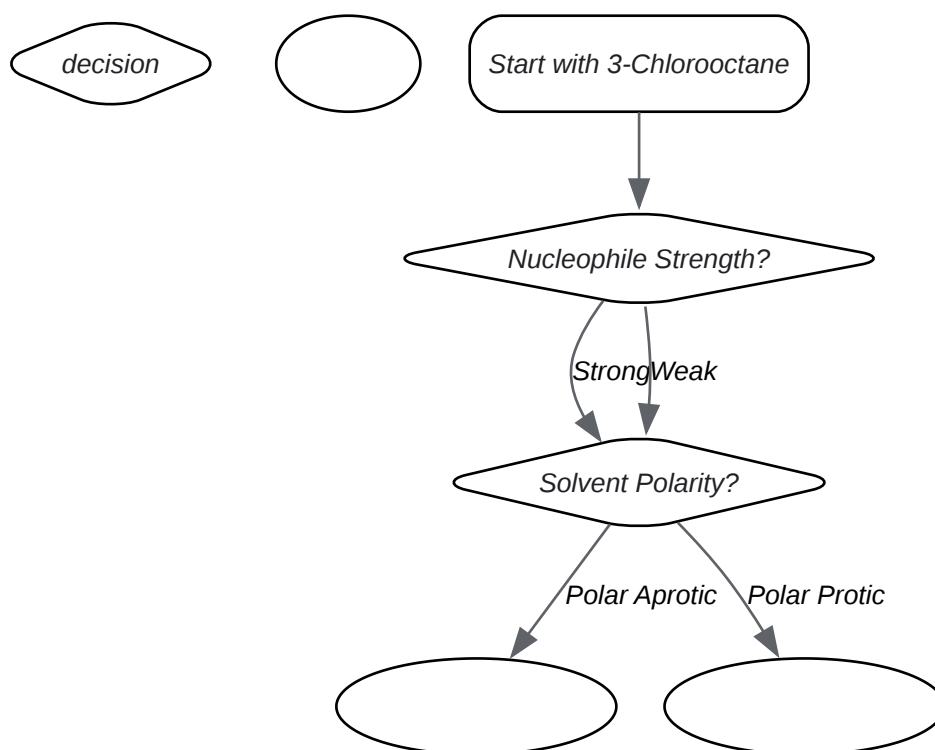 decision
Start with 3-Chlorooctane
Nucleophile Strength?
Strong
Weak
Solvent Polarity?
Polar Aprotic
Polar Protic